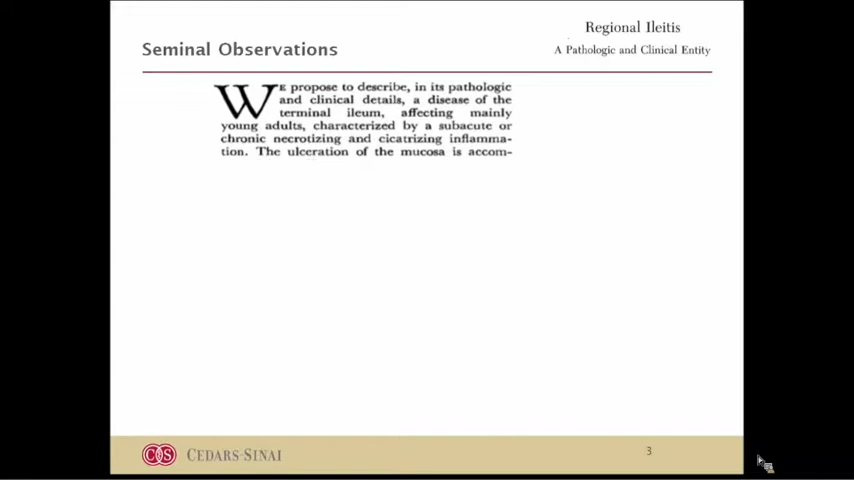 Seminal Observations
Regional Ileitis
A Pathologic and Clinical Entity
WE propose to describe, in its pathologic
and clinical details, a disease of the
terminal ileum, affecting mainly
young adults, characterized by a subacute or
chronic necrotizing and cicatrizing inflamma-
tion. The ulceration of the mucosa is accom-
CEDARS-SINAI
3